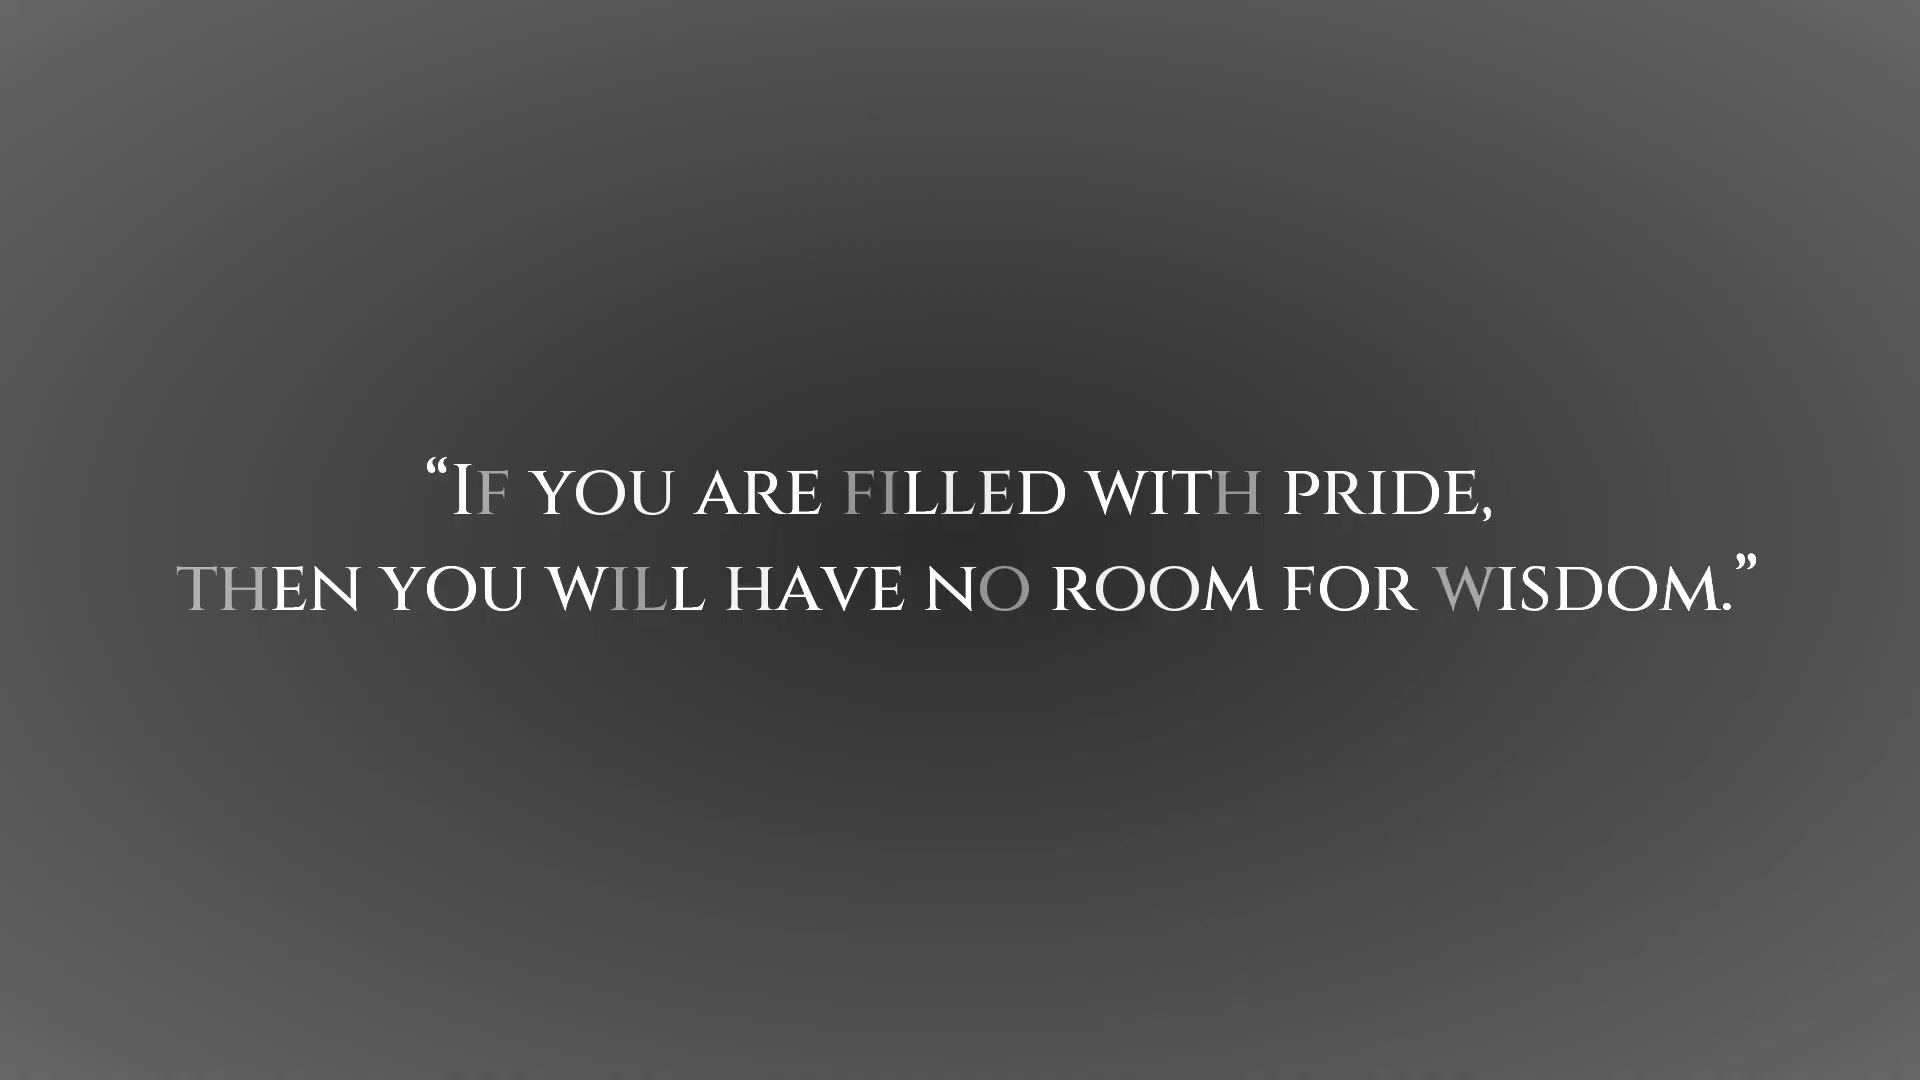 “If you are filled with pride,
then you will have no room for wisdom.”